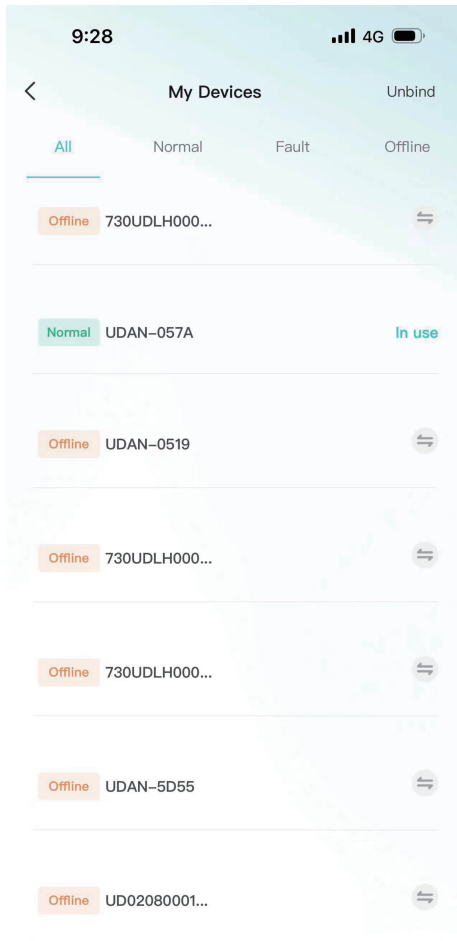 9:28 4G
My Devices Unbind
All Normal Fault Offline
Offline 730UDLH000...
Normal UDAN-057A In use
Offline UDAN-0519
Offline 730UDLH000...
Offline 730UDLH000...
Offline UDAN-5D55
Offline UD02080001...